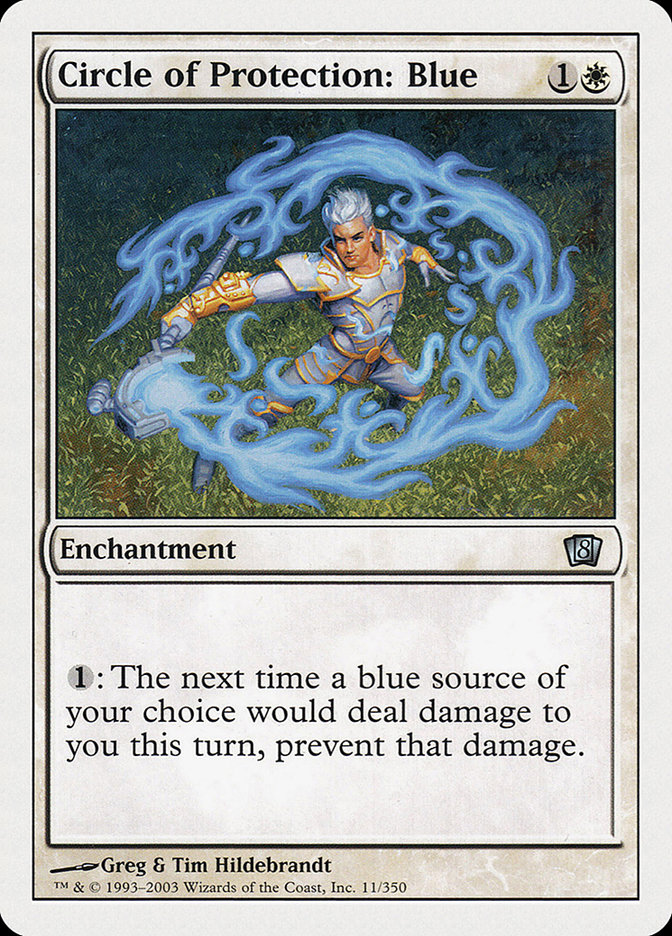 Circle of Protection: Blue 1
Enchantment 8
1: The next time a blue source of
your choice would deal damage to
you this turn, prevent that damage.
Greg & Tim Hildebrandt
™ & © 1993–2003 Wizards of the Coast, Inc. 11/350